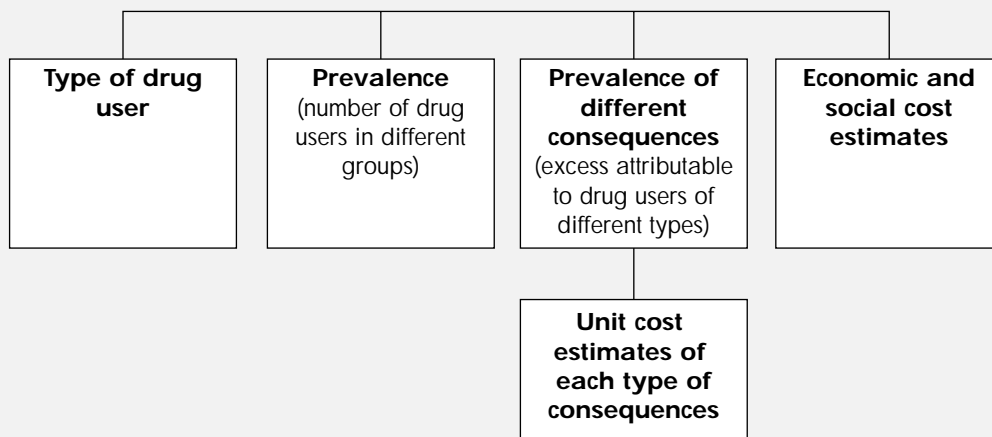 Type of drug
user
Prevalence
(number of drug
users in different
groups)
Prevalence of
different
consequences
(excess attributable
to drug users of
different types)
Economic and
social cost
estimates
Unit cost
estimates of
each type of
consequences